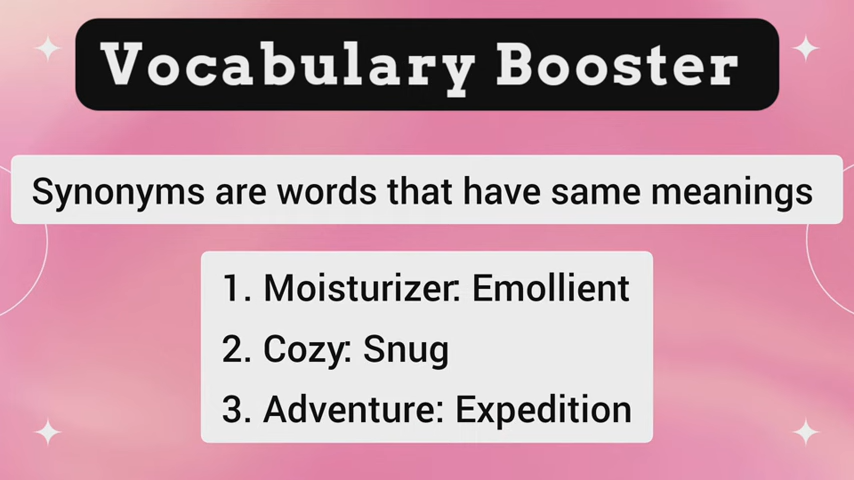 Vocabulary Booster
Synonyms are words that have same meanings
1. Moisturizer: Emollient
2. Cozy: Snug
3. Adventure: Expedition